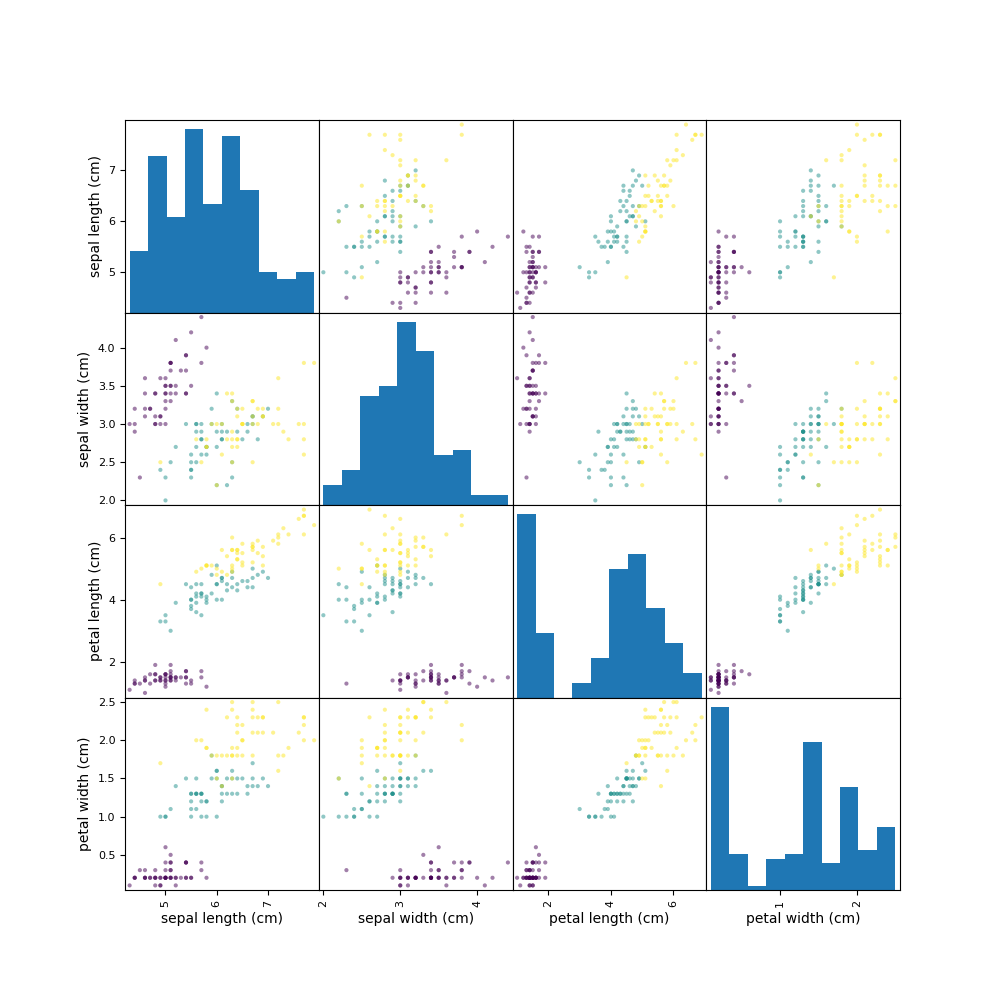 sepal length (cm)
7
6
5
sepal width (cm)
4.0
3.5
3.0
2.5
2.0
petal length (cm)
6
4
2
petal width (cm)
2.5
2.0
1.5
1.0
0.5
5 6 7 2 3 4 2 4 6 1 2
sepal length (cm) sepal width (cm) petal length (cm) petal width (cm)